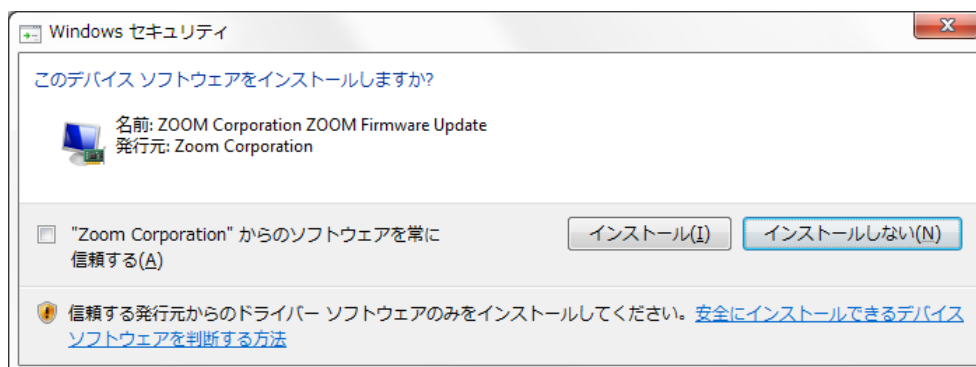 Windows セキュリティ
このデバイス ソフトウェアをインストールしますか?
名前: ZOOM Corporation ZOOM Firmware Update
発行元: Zoom Corporation
"Zoom Corporation" からのソフトウェアを常に
信頼する(A)
インストール(I)
インストールしない(N)
信頼する発行元からのドライバー ソフトウェアのみをインストールしてください。安全にインストールできるデバイス
ソフトウェアを判断する方法